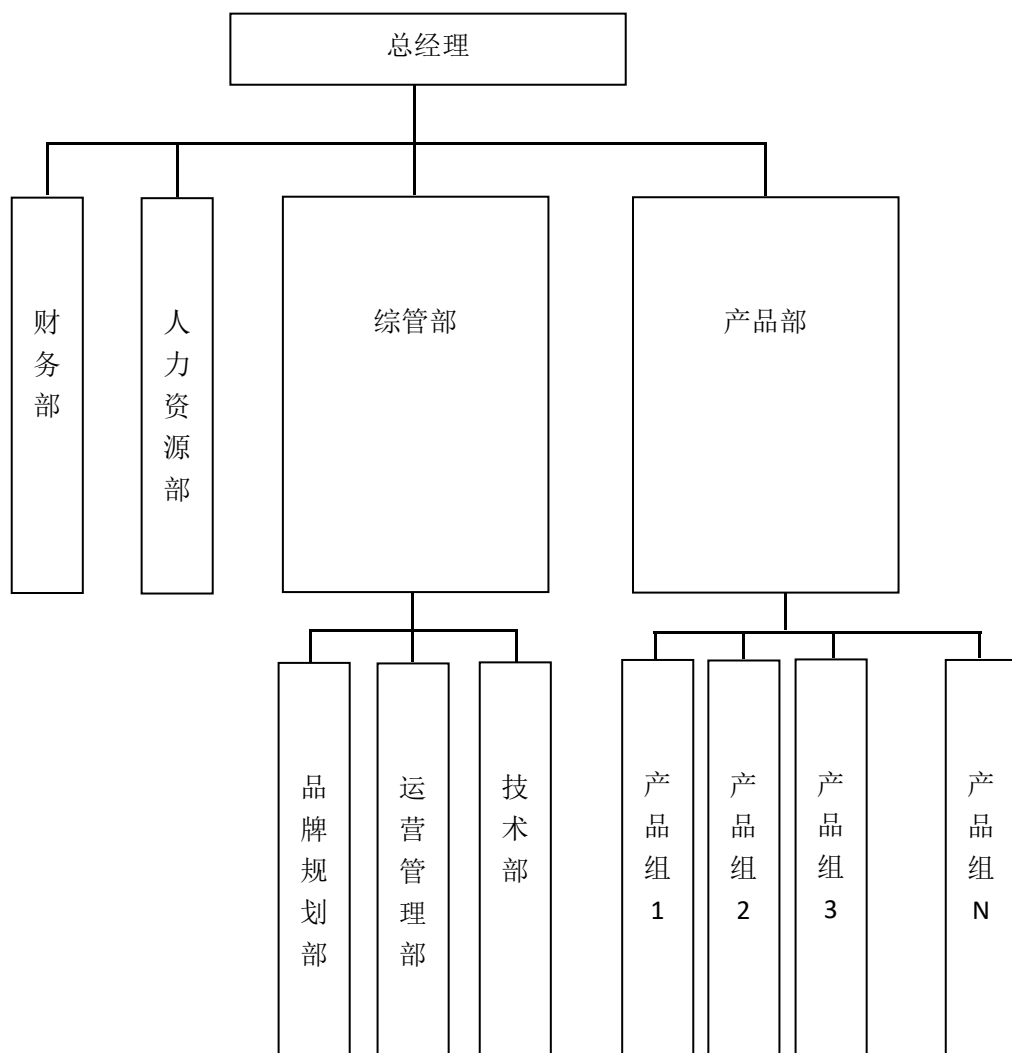 总经理
财务部
人力资源部
综管部
产品部
品牌规划部
运营管理部
技术部
产品组1
产品组2
产品组3
产品组N